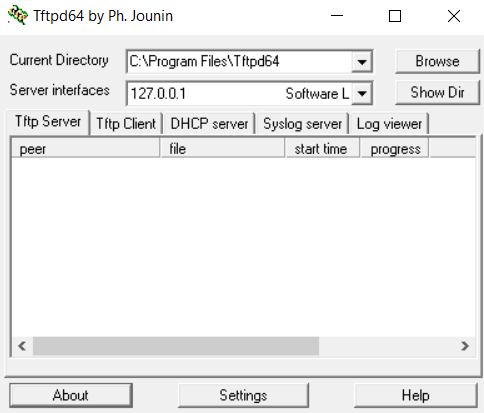 Tftpd64 by Ph. Jounin
Current Directory C:\Program Files\Tftpd64 Browse
Server interfaces 127.0.0.1 Software L Show Dir
Tftp Server Tftp Client DHCP server Syslog server Log viewer
peer file start time progress
About Settings Help